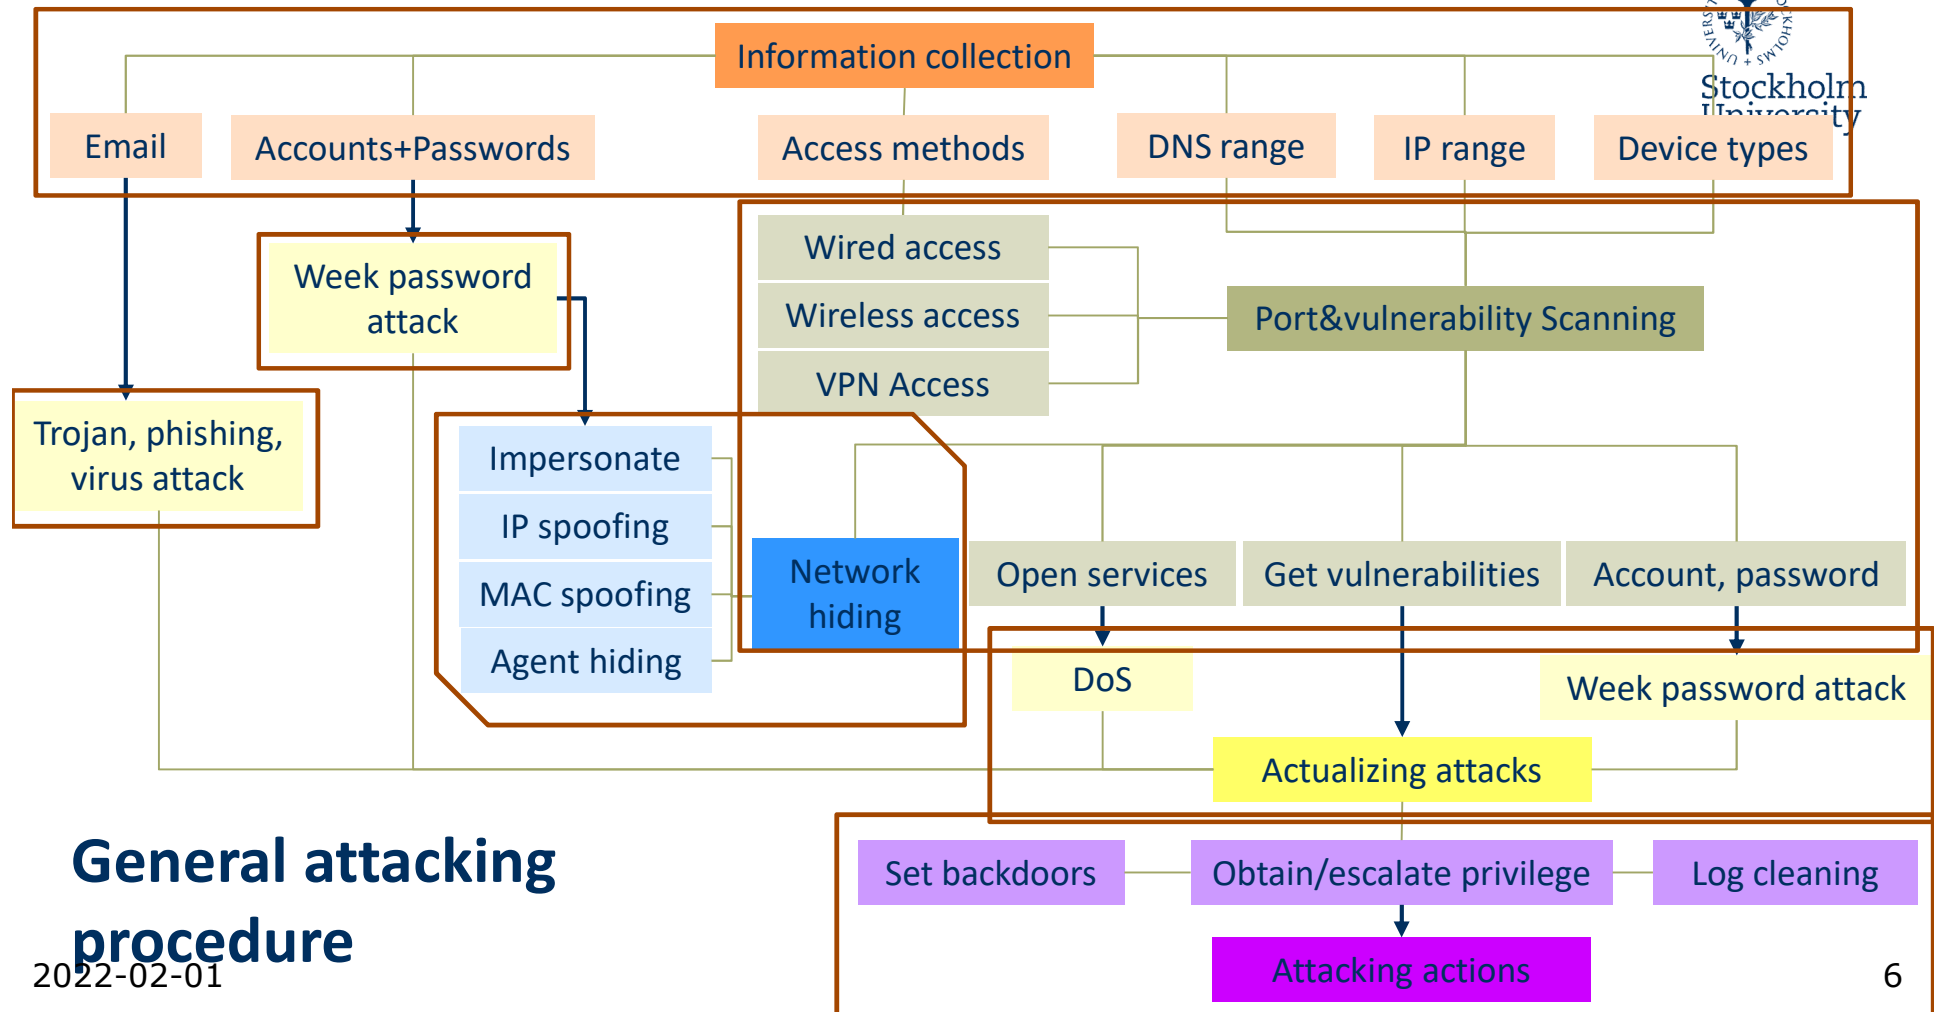 Information collection
Stockholm
University
Email
Accounts+Passwords
Access methods
DNS range
IP range
Device types
Week password
attack
Wired access
Wireless access
VPN Access
Port&vulnerability Scanning
Trojan, phishing,
virus attack
Impersonate
IP spoofing
MAC spoofing
Agent hiding
Network
hiding
Open services
Get vulnerabilities
Account, password
DoS
Week password attack
Actualizing attacks
Set backdoors
Obtain/escalate privilege
Log cleaning
Attacking actions
General attacking
procedure
2022-02-01
6